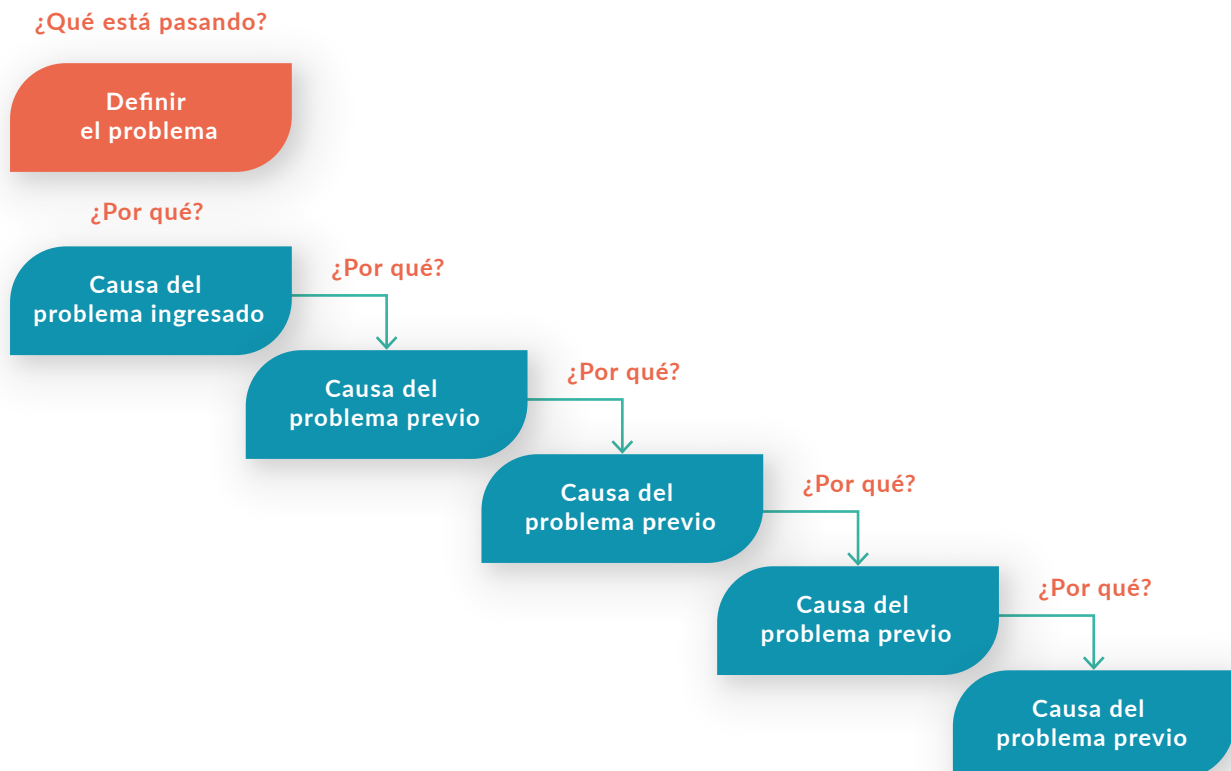 ¿Qué está pasando?
Definir
el problema
¿Por qué?
Causa del
problema ingresado
¿Por qué?
Causa del
problema previo
¿Por qué?
Causa del
problema previo
¿Por qué?
Causa del
problema previo
¿Por qué?
Causa del
problema previo